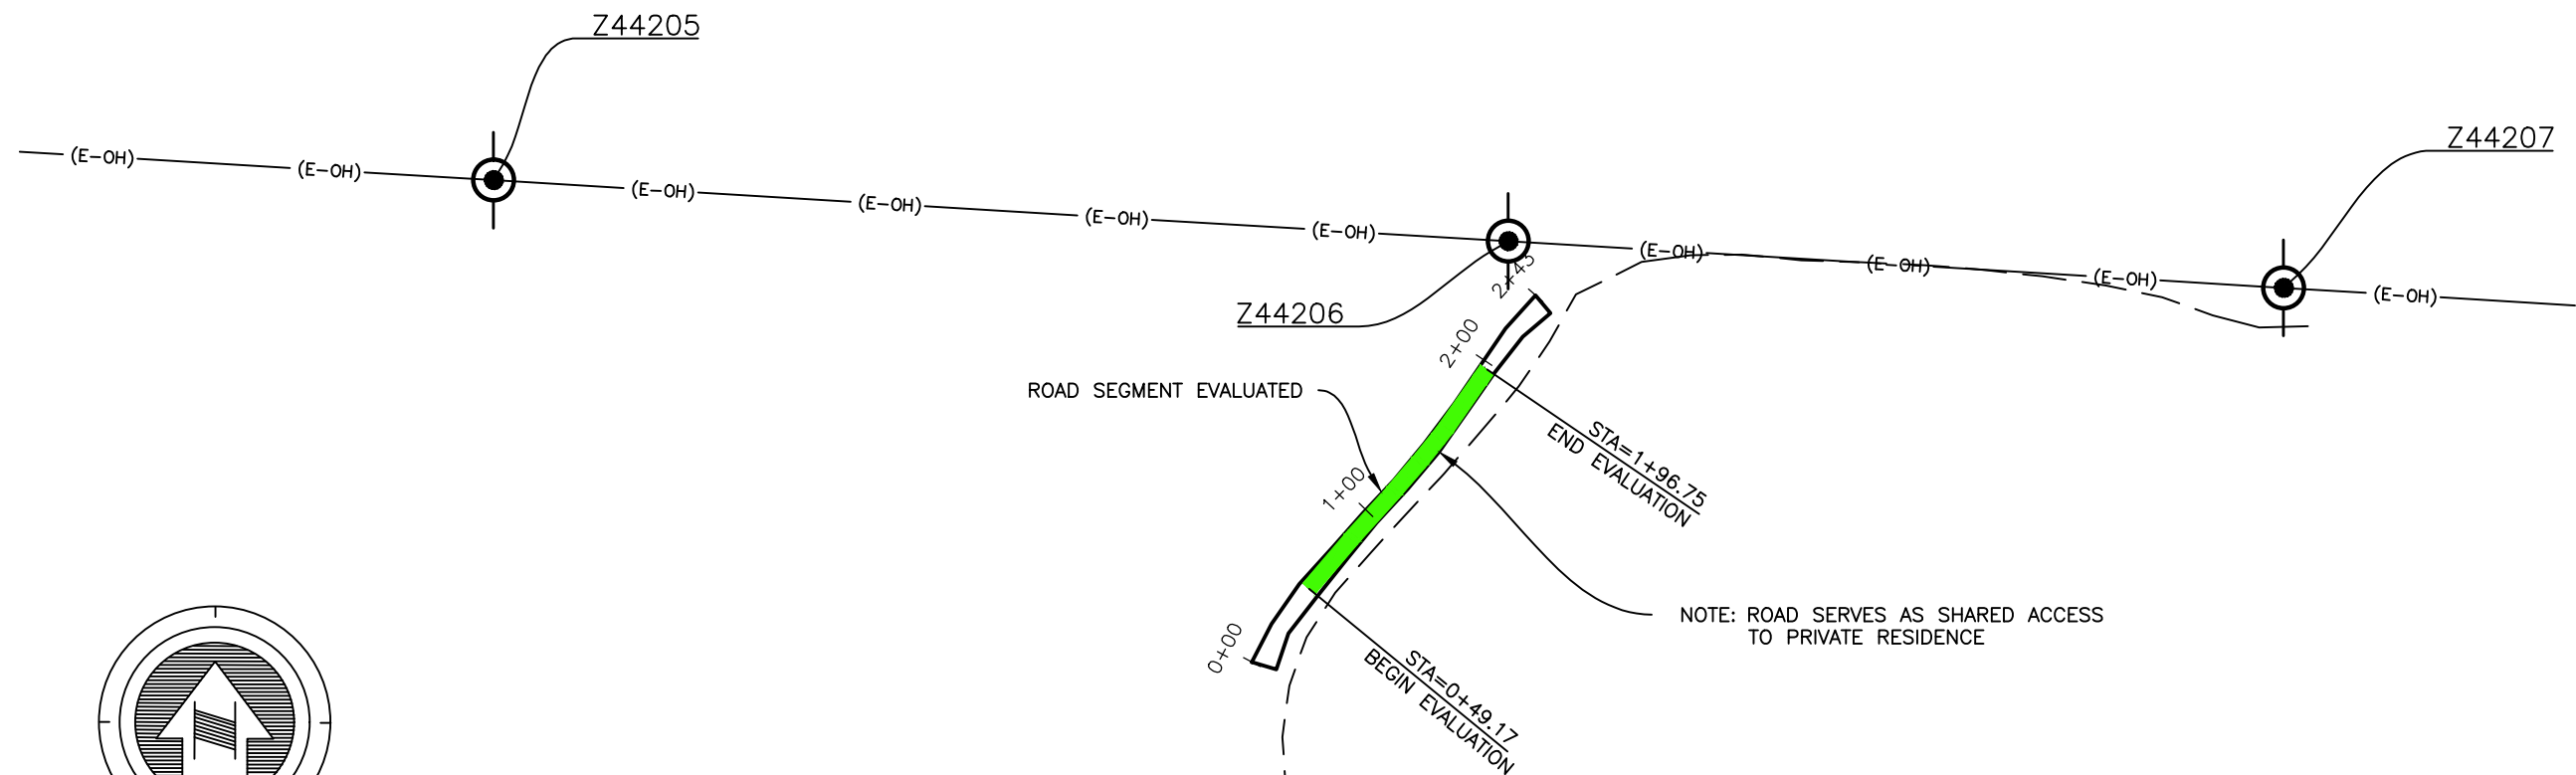 Z44205
Z44207
(E-OH) (E-OH) (E-OH) (E-OH) (E-OH) (E-OH) (E-OH) (E-OH) (E-OH) (E-OH)
Z44206
2+45
2+00
ROAD SEGMENT EVALUATED
STA=1+96.75
END EVALUATION
1+00
NOTE: ROAD SERVES AS SHARED ACCESS
TO PRIVATE RESIDENCE
0+00
STA=0+49.17
BEGIN EVALUATION
N